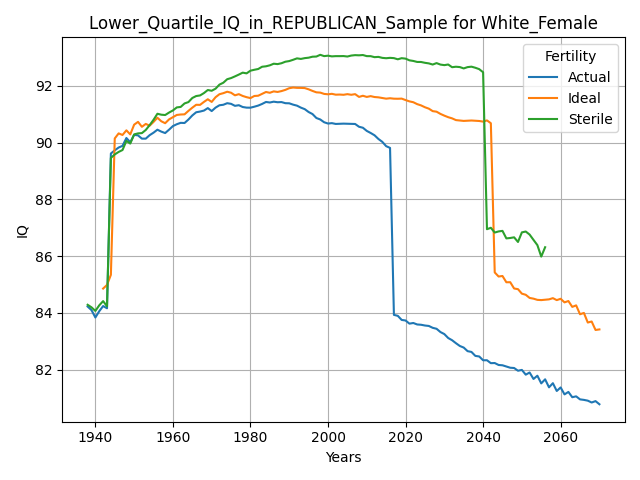 Lower_Quartile_IQ_in_REPUBLICAN_Sample for White_Female
Fertility
Actual
Ideal
Sterile
IQ
92
90
88
86
84
82
1940 1960 1980 2000 2020 2040 2060
Years